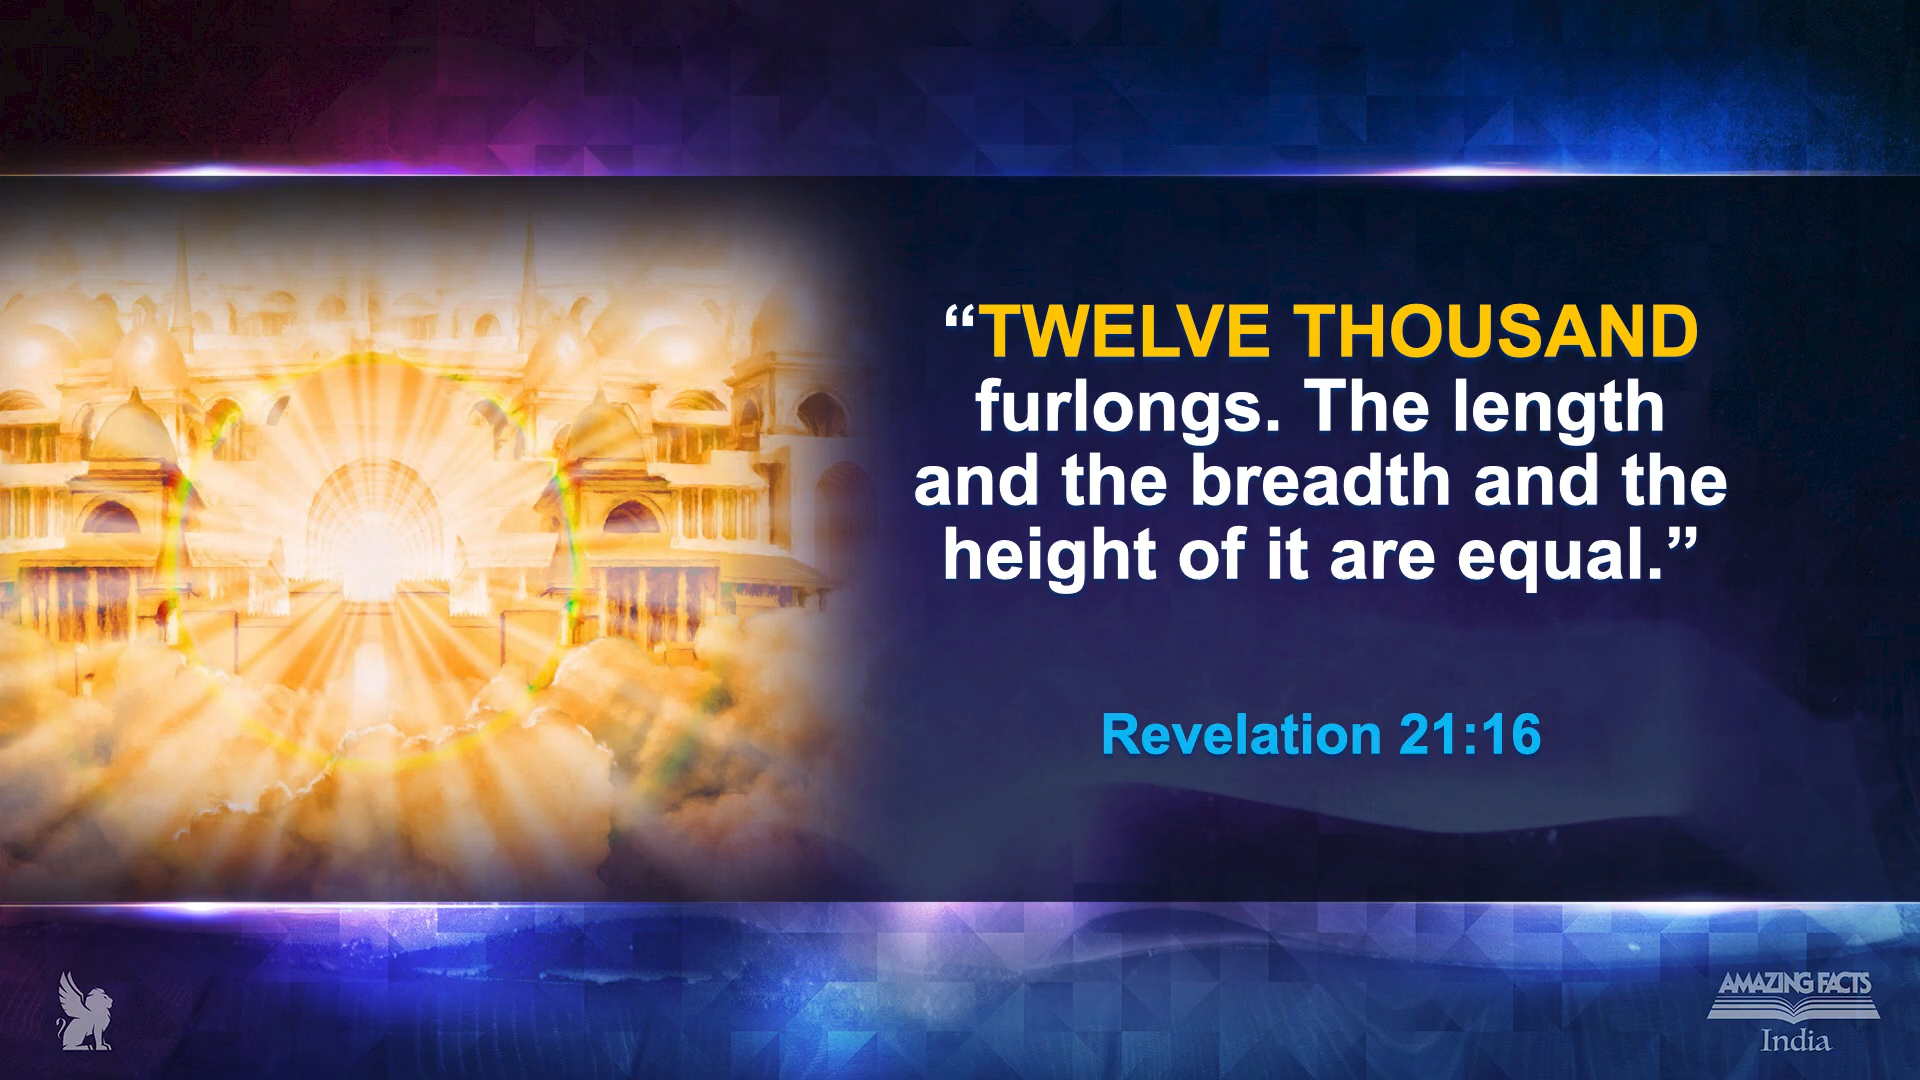 “TWELVE THOUSAND
furlongs. The length
and the breadth and the
height of it are equal.”
Revelation 21:16
AMAZING FACTS
India